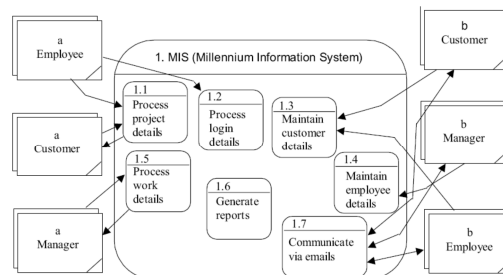 a
Employee
b
Customer
1. MIS (Millennium Information System)
1.1
Process
project
details
1.2
Process
login
details
1.3
Maintain
customer
details
a
Customer
b
Manager
1.5
Process
work
details
1.4
Maintain
employee
details
1.6
Generate
reports
a
Manager
1.7
Communicate
via emails
b
Employee